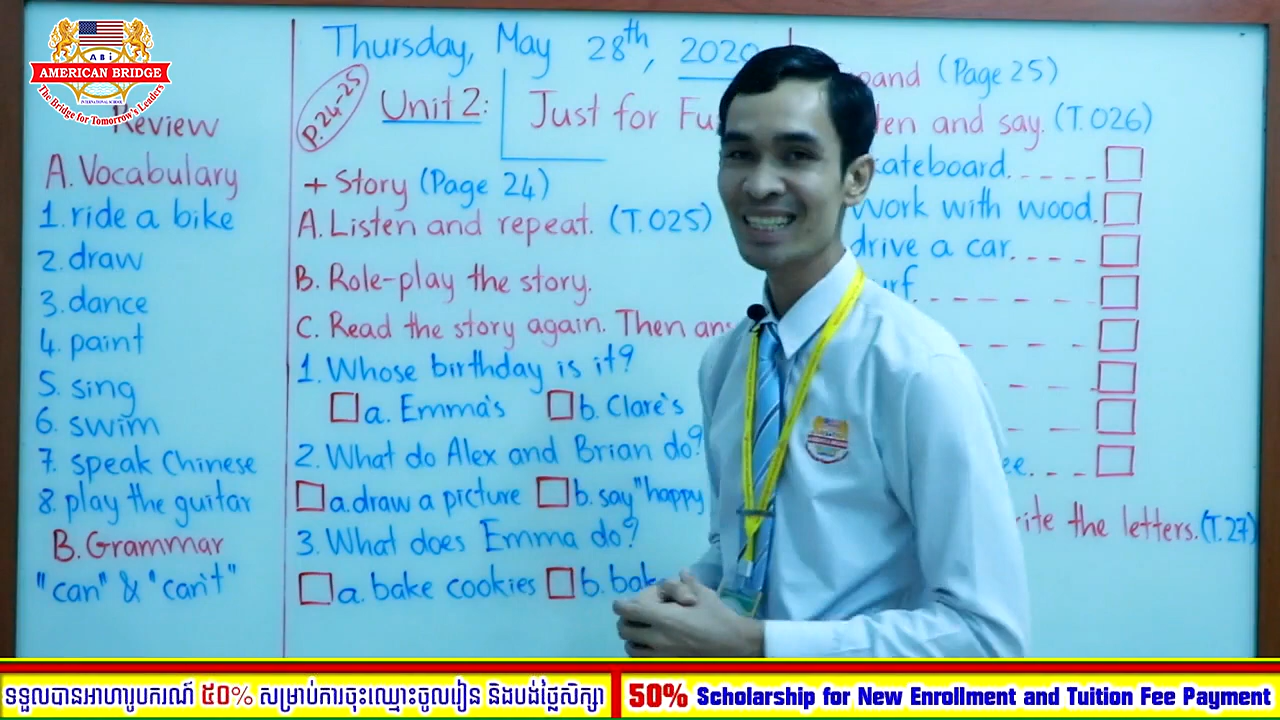 ABi
AMERICAN BRIDGE
INTERNATIONAL SCHOOL
The Bridge for Tomorrow's Leaders
Review
A. Vocabulary
1. ride a bike
2. draw
3. dance
4. paint
5. sing
6. swim
7. speak Chinese
8. play the guitar
B. Grammar
"can" & "can't"
Thursday, May 28th, 2020
P.24-25
Unit 2: Just for Fu
+ Story (Page 24)
A. Listen and repeat. (T.025)
B. Role-play the story.
C. Read the story again. Then an
1. Whose birthday is it?
a. Emma's b. Clare's
2. What do Alex and Brian do?
a. draw a picture b. say "happy
3. What does Emma do?
a. bake cookies b. bak
pand (Page 25)
ten and say. (T.026)
kateboard.
work with wood.
drive a car.
urf.
ee.
rite the letters. (T.27)
ទទួលបានអាហារូបករណ៍ ៥០% សម្រាប់ការចុះឈ្មោះចូលរៀន និងបង់ថ្លៃសិក្សា
50% Scholarship for New Enrollment and Tuition Fee Payment